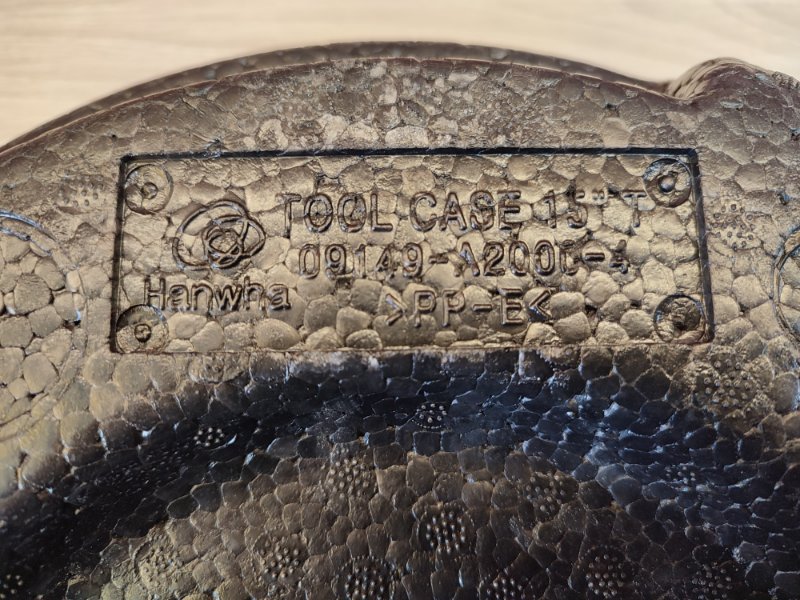 TOOL CASE 15" T
09149-A2000-4
Hanwha
>PP-E<